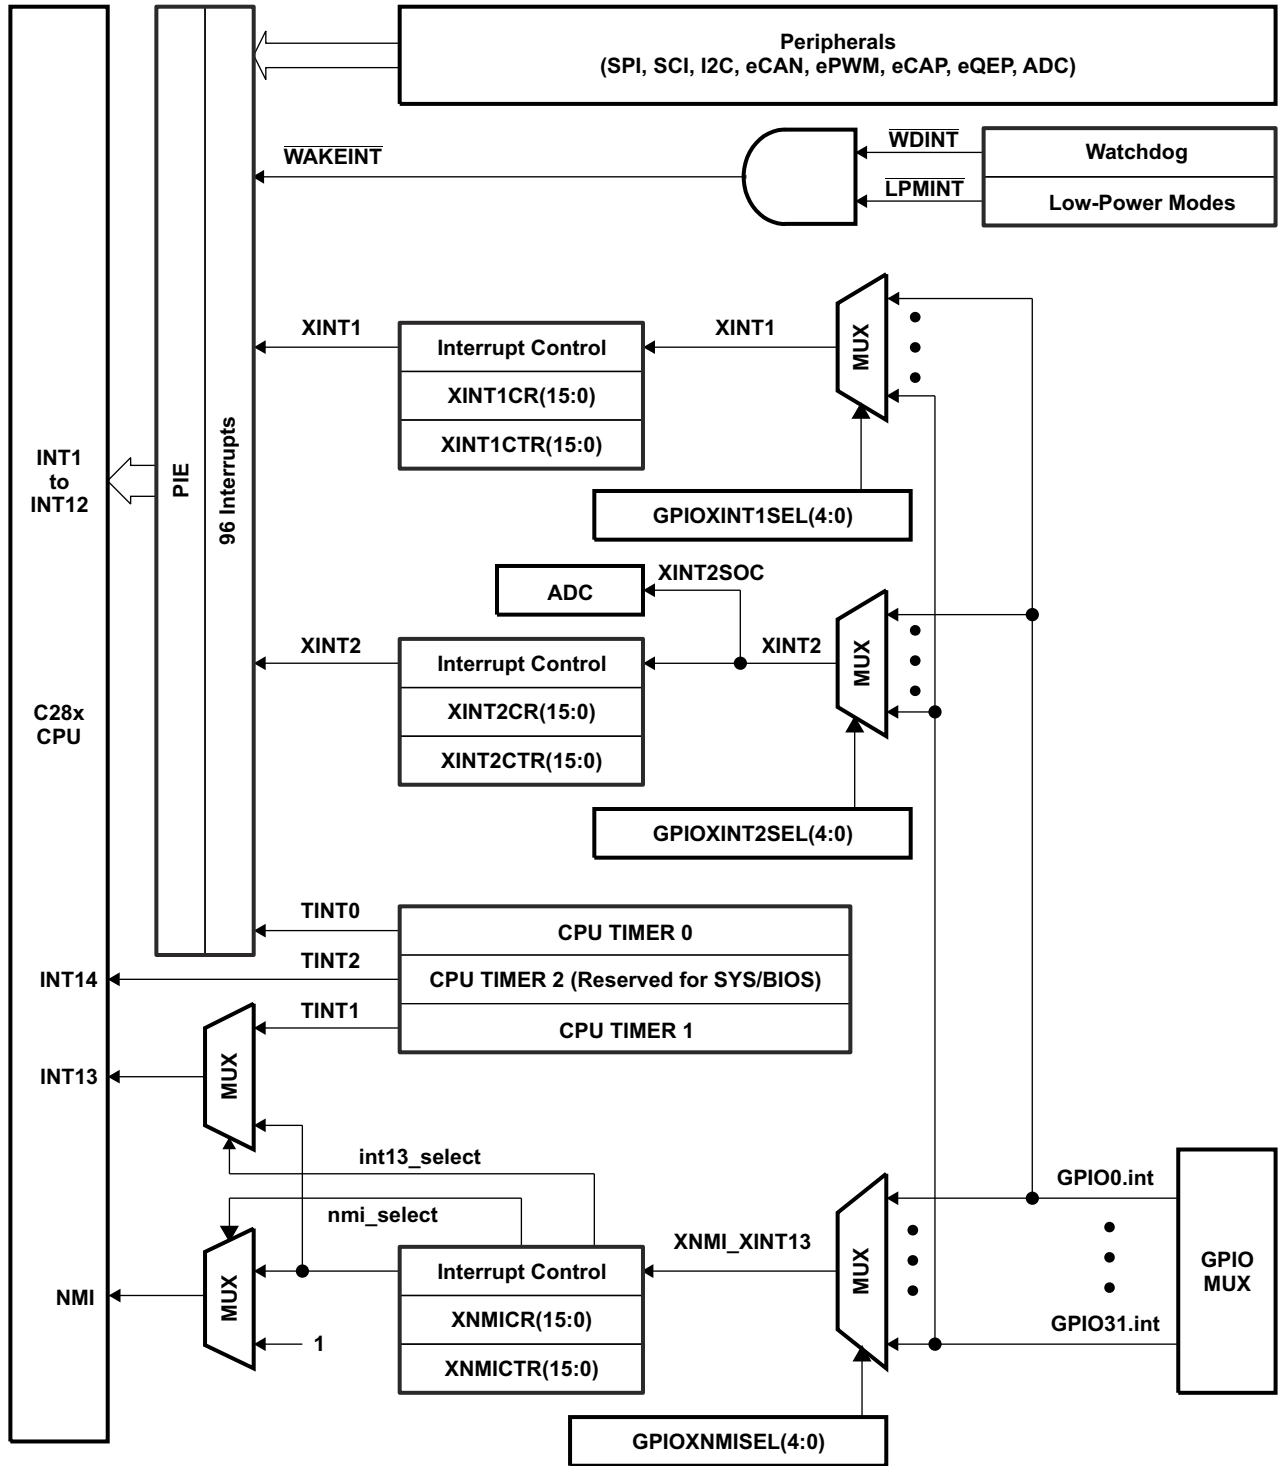 Peripherals
(SPI, SCI, I2C, eCAN, ePWM, eCAP, eQEP, ADC)
WDINT
WAKEINT
Watchdog
LPMINT
Low-Power Modes
XINT1
XINT1
Interrupt Control
MUX
XINT1CR(15:0)
XINT1CTR(15:0)
INT1
to
INT12
PIE
96 Interrupts
GPIOXINT1SEL(4:0)
XINT2SOC
ADC
XINT2
XINT2
Interrupt Control
MUX
XINT2CR(15:0)
C28x
CPU
XINT2CTR(15:0)
GPIOXINT2SEL(4:0)
TINT0
CPU TIMER 0
TINT2
INT14
CPU TIMER 2 (Reserved for SYS/BIOS)
TINT1
CPU TIMER 1
MUX
INT13
int13_select
GPIO0.int
nmi_select
XNMI_XINT13
Interrupt Control
MUX
GPIO
MUX
NMI
MUX
XNMICR(15:0)
GPIO31.int
1
XNMICTR(15:0)
GPIOXNMISEL(4:0)